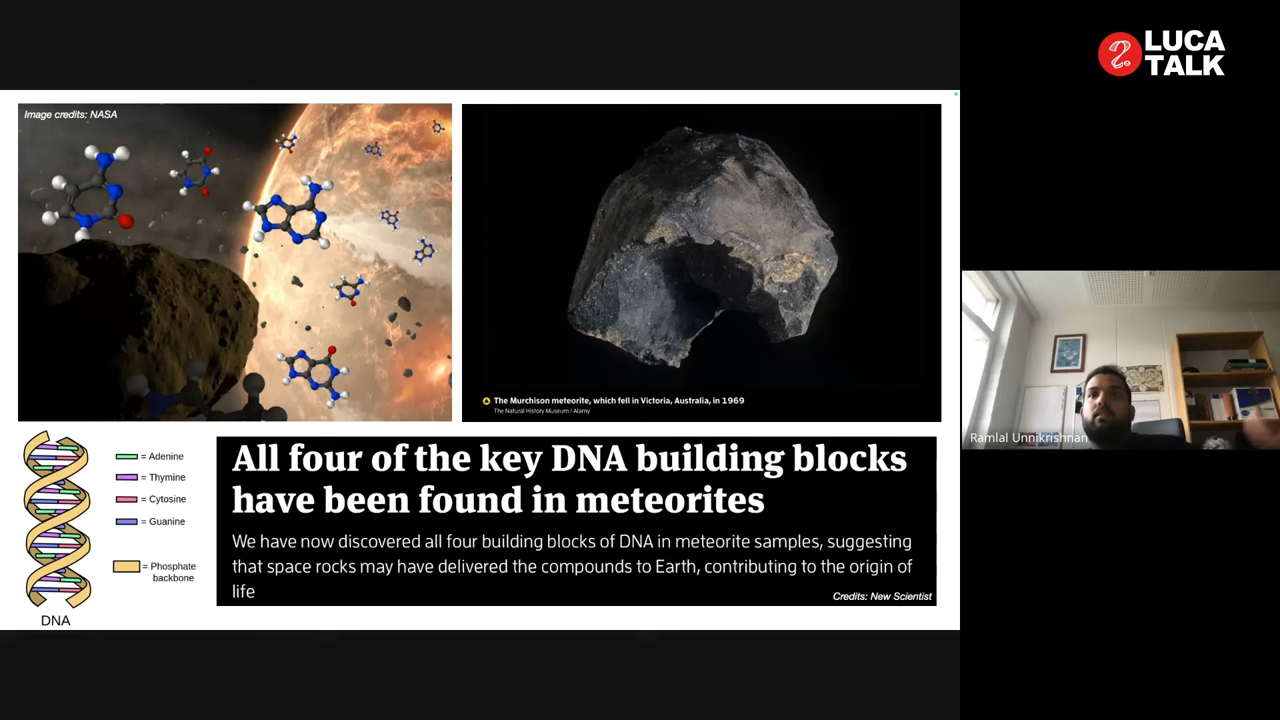 LUCA
TALK
Image credits: NASA
The Murchison meteorite, which fell in Victoria, Australia, in 1969
The Natural History Museum / Alamy
Ramlal Unnikrishnan
= Adenine
= Thymine
= Cytosine
= Guanine
= Phosphate
backbone
DNA
All four of the key DNA building blocks
have been found in meteorites
We have now discovered all four building blocks of DNA in meteorite samples, suggesting
that space rocks may have delivered the compounds to Earth, contributing to the origin of
life
Credits: New Scientist